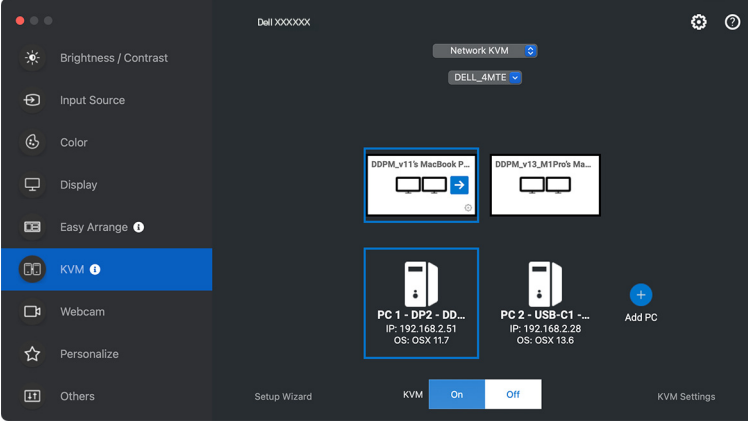 Dell XXXXXX
Brightness / Contrast
Input Source
Color
Display
Easy Arrange
KVM
Webcam
Personalize
Others
Network KVM
DELL_4MTE
DDPM_v11's MacBook P...
DDPM_v13_M1Pro's Ma...
PC 1 - DP2 - DD...
IP: 192.168.2.51
OS: OSX 11.7
PC 2 - USB-C1 -...
IP: 192.168.2.28
OS: OSX 13.6
Add PC
Setup Wizard
KVM
On
Off
KVM Settings